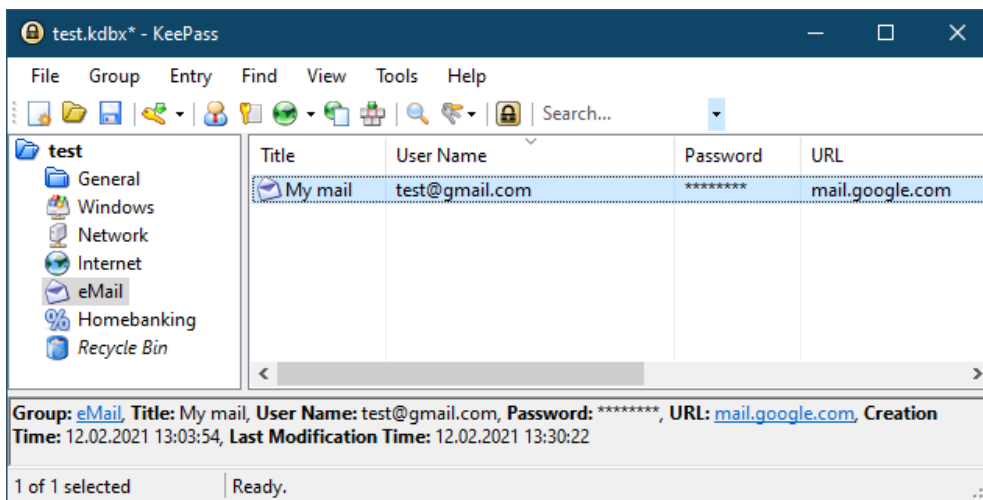 test.kdbx* - KeePass
File Group Entry Find View Tools Help
Search...
test
General
Windows
Network
Internet
eMail
Homebanking
Recycle Bin
Title User Name Password URL
My mail test@gmail.com ******** mail.google.com
Group: eMail, Title: My mail, User Name: test@gmail.com, Password: ********, URL: mail.google.com, Creation
Time: 12.02.2021 13:03:54, Last Modification Time: 12.02.2021 13:30:22
1 of 1 selected Ready.